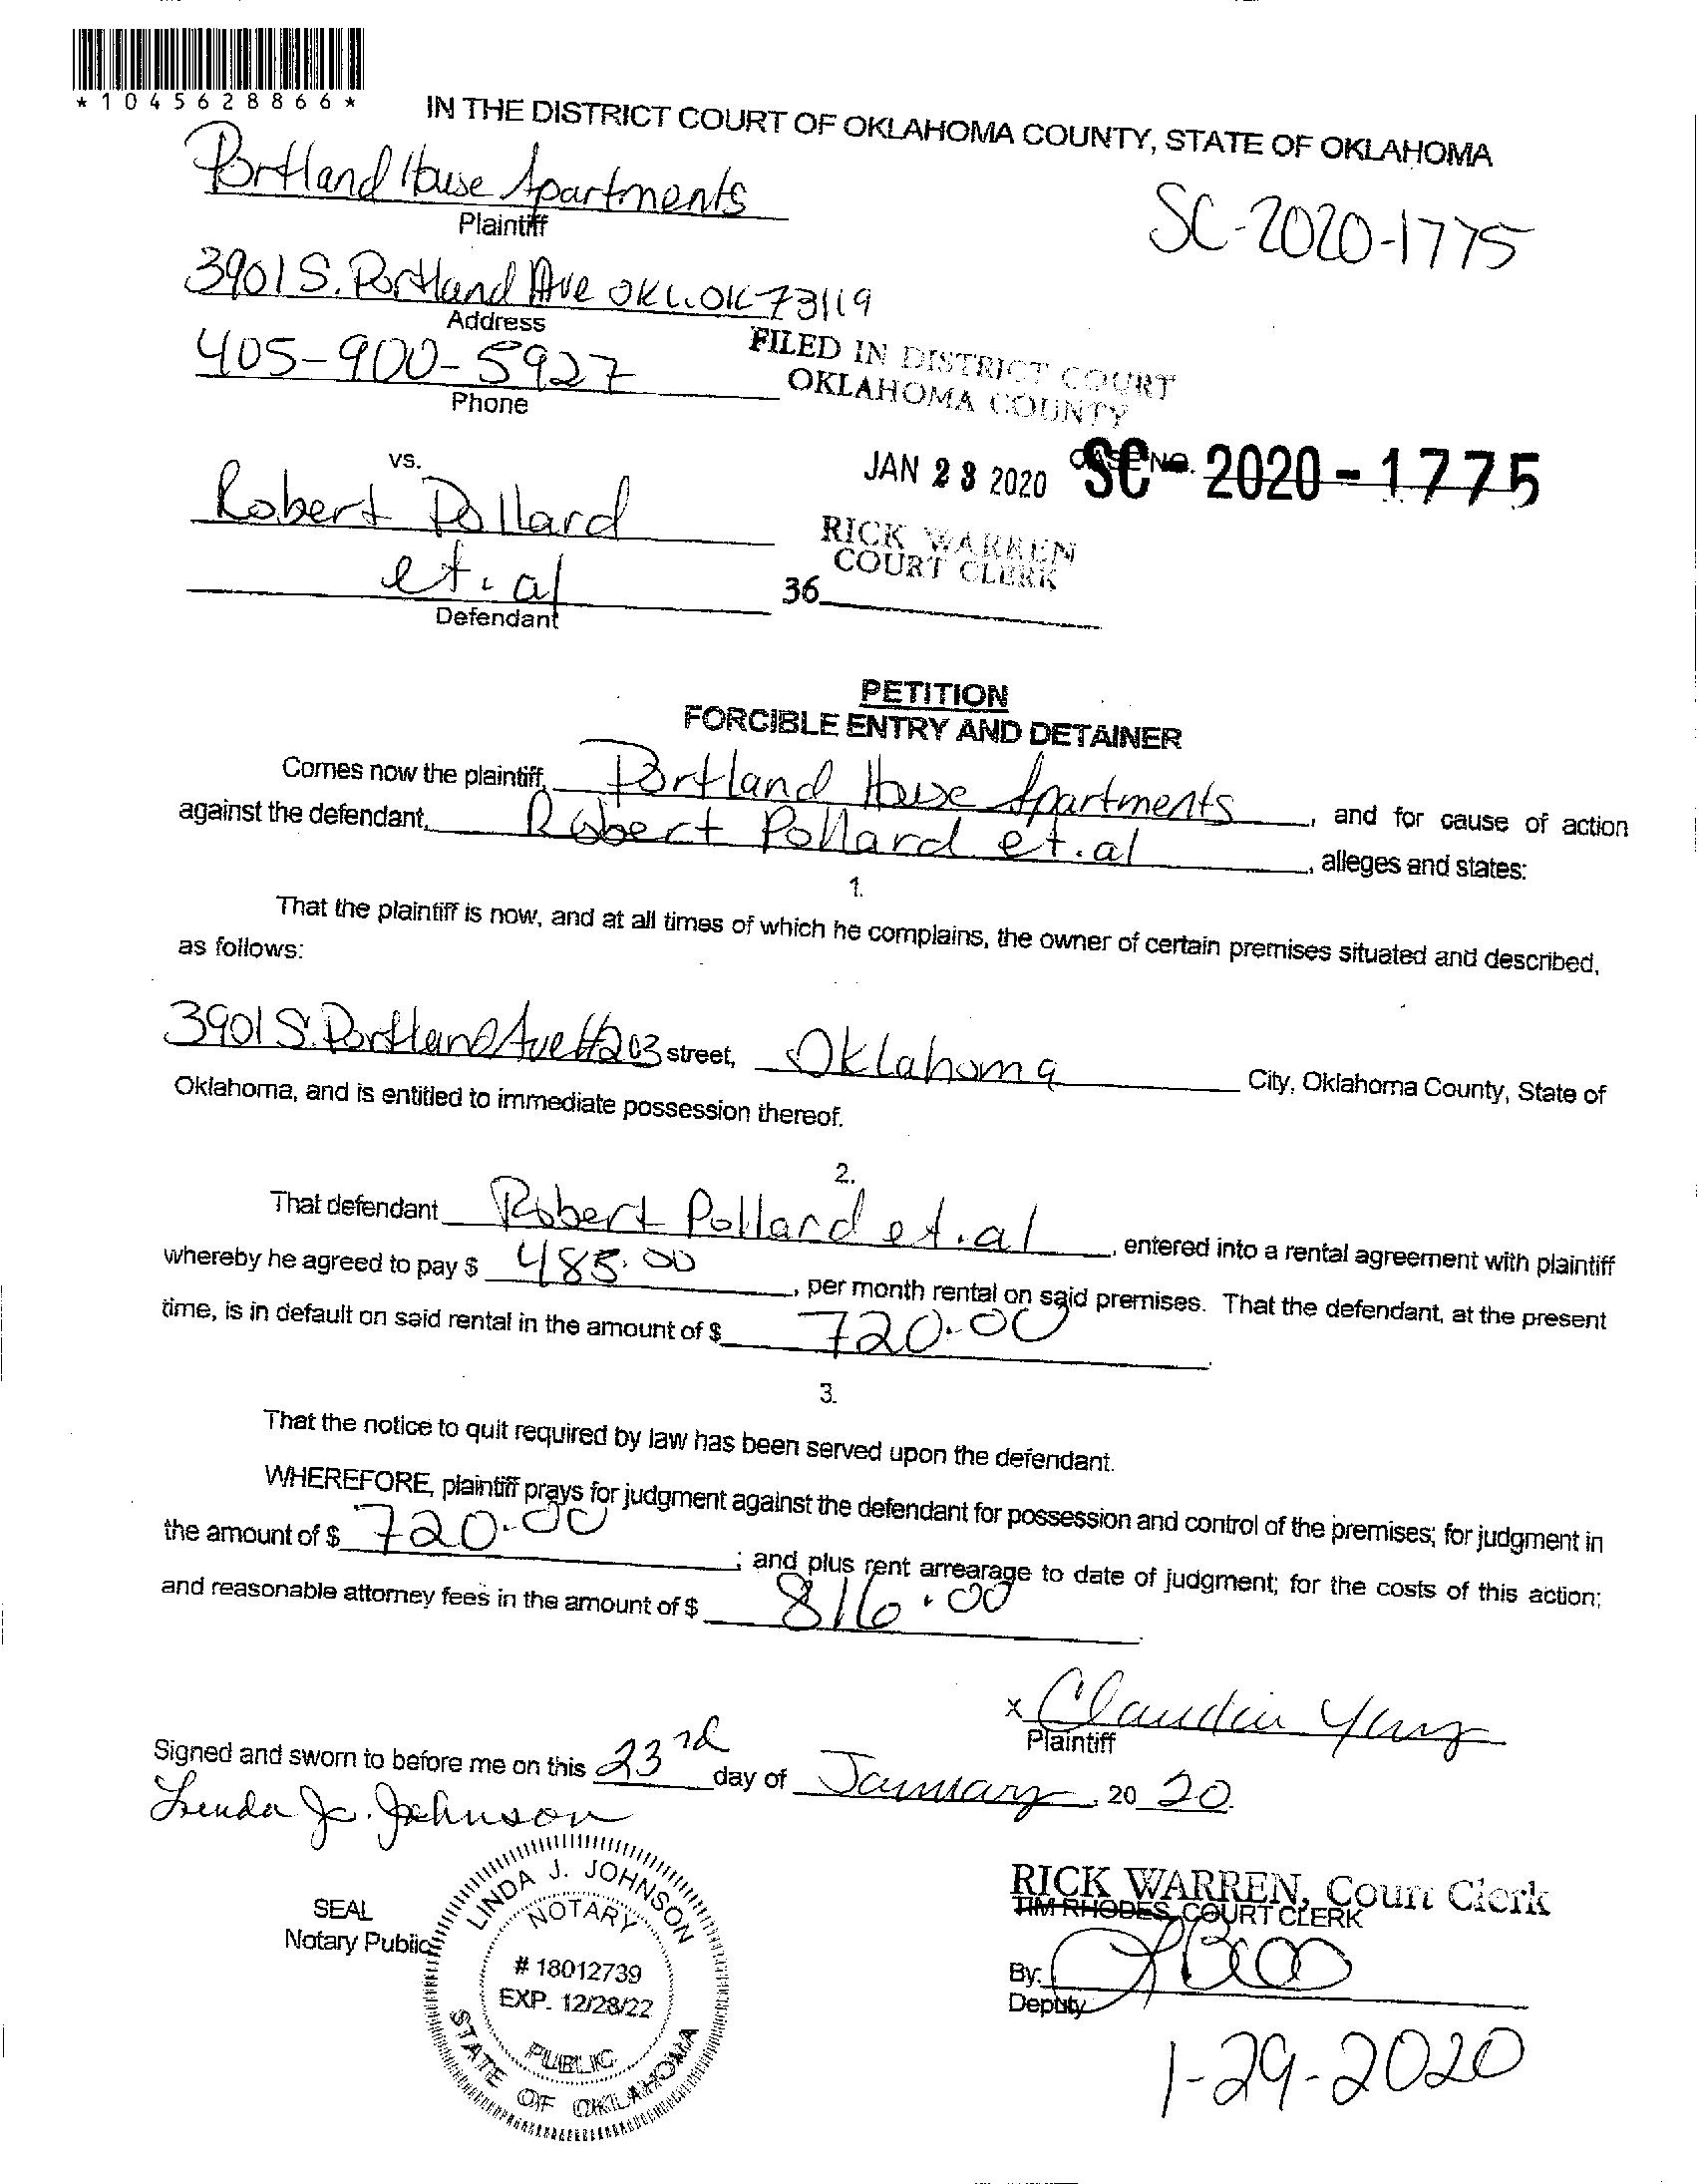 *1045628866*
IN THE DISTRICT COURT OF OKLAHOMA COUNTY, STATE OF OKLAHOMA
Portland House Apartments
Plaintiff
SC-2020-1775
3901 S. Portland Ave OKC. OK 73119
Address
405-900-5927
Phone
FILED IN DISTRICT COURT
OKLAHOMA COUNTY
vs.
JAN 23 2020
CASE NO. SC - 2020 - 1775
Robert Pollard
RICK WARREN
COURT CLERK
et. al
Defendant
36
PETITION
FORCIBLE ENTRY AND DETAINER
Comes now the plaintiff, Portland House Apartments, and for cause of action
against the defendant, Robert Pollard et. al, alleges and states:
1.
That the plaintiff is now, and at all times of which he complains, the owner of certain premises situated and described,
as follows:
3901 S. Portland Ave #203 street, Oklahoma City, Oklahoma County, State of
Oklahoma, and is entitled to immediate possession thereof.
2.
That defendant Robert Pollard et. al, entered into a rental agreement with plaintiff
whereby he agreed to pay $ 485.00, per month rental on said premises. That the defendant, at the present
time, is in default on said rental in the amount of $ 720.00.
3.
That the notice to quit required by law has been served upon the defendant.
WHEREFORE, plaintiff prays for judgment against the defendant for possession and control of the premises; for judgment in
the amount of $ 720.00; and plus rent arrearage to date of judgment; for the costs of this action;
and reasonable attorney fees in the amount of $ 816.00.
x Claudia
Plaintiff
Signed and sworn to before me on this 23rd day of January, 20 20.
Linda J. Johnson
SEAL
Notary Public
LINDA J. JOHNSON
NOTARY
# 18012739
EXP. 12/28/22
PUBLIC
STATE OF OKLAHOMA
RICK WARREN, Court Clerk
TIM RHODES, COURT CLERK
By:
Deputy
1-29-2020